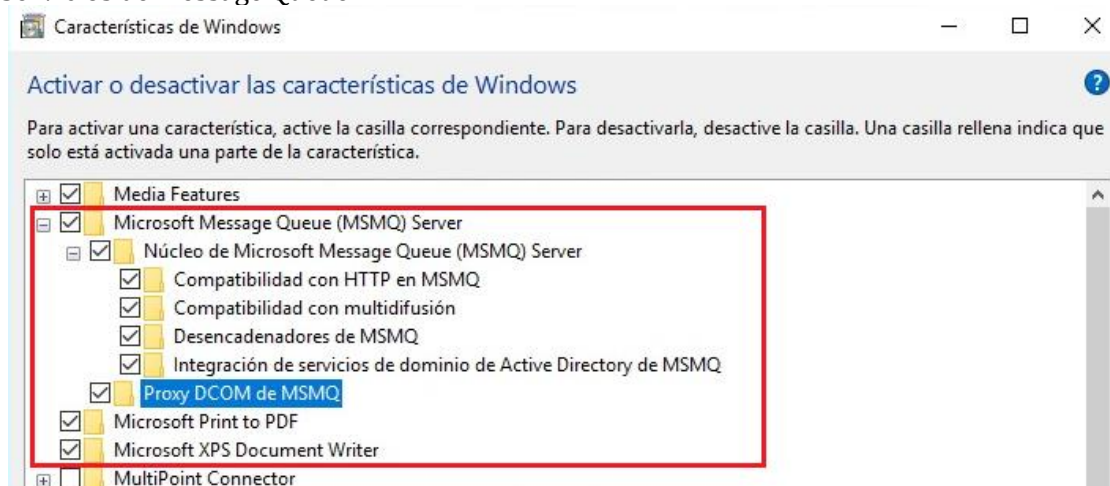 Características de Windows
Activar o desactivar las características de Windows
Para activar una característica, active la casilla correspondiente. Para desactivarla, desactive la casilla. Una casilla rellena indica que
solo está activada una parte de la característica.
Media Features
Microsoft Message Queue (MSMQ) Server
Núcleo de Microsoft Message Queue (MSMQ) Server
Compatibilidad con HTTP en MSMQ
Compatibilidad con multidifusión
Desencadenadores de MSMQ
Integración de servicios de dominio de Active Directory de MSMQ
Proxy DCOM de MSMQ
Microsoft Print to PDF
Microsoft XPS Document Writer
MultiPoint Connector